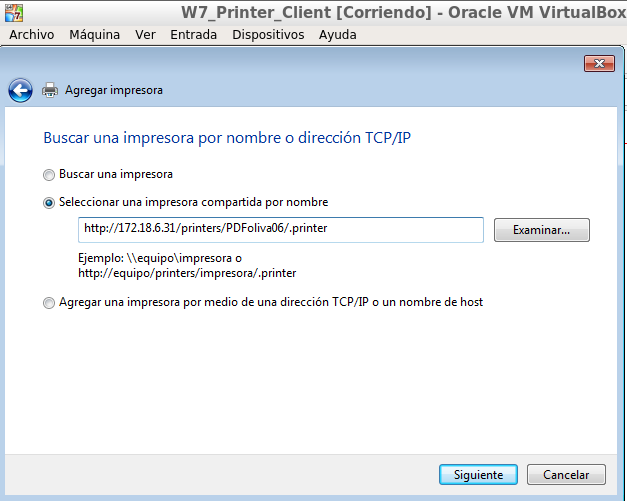 W7_Printer_Client [Corriendo] - Oracle VM VirtualBox
Archivo Máquina Ver Entrada Dispositivos Ayuda
Agregar impresora
Buscar una impresora por nombre o dirección TCP/IP
Buscar una impresora
Seleccionar una impresora compartida por nombre
http://172.18.6.31/printers/PDFoliva06/.printer
Examinar...
Ejemplo: \\equipo\impresora o
http://equipo/printers/impresora/.printer
Agregar una impresora por medio de una dirección TCP/IP o un nombre de host
Siguiente Cancelar